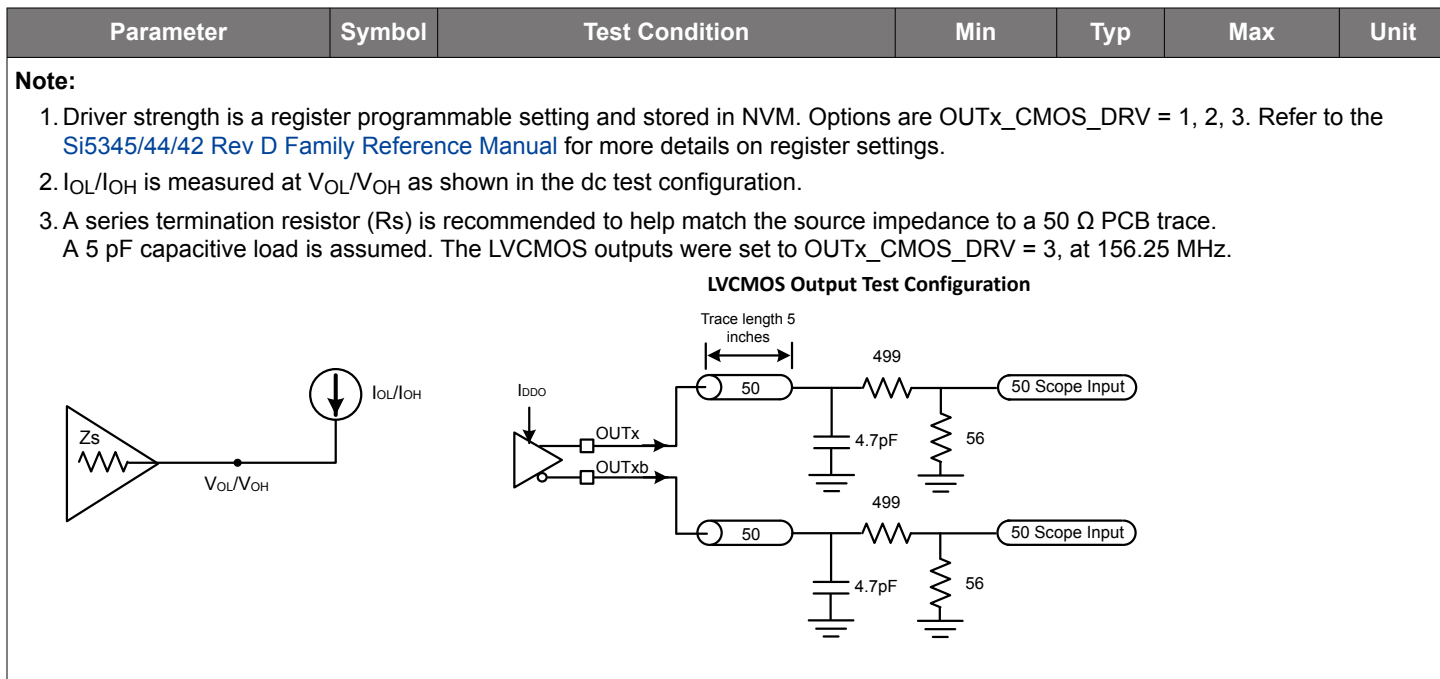 Parameter Symbol Test Condition Min Typ Max Unit
Note:
1. Driver strength is a register programmable setting and stored in NVM. Options are OUTx_CMOS_DRV = 1, 2, 3. Refer to the
Si5345/44/42 Rev D Family Reference Manual for more details on register settings.
2. IOL/IOH is measured at VOL/VOH as shown in the dc test configuration.
3. A series termination resistor (Rs) is recommended to help match the source impedance to a 50 Ω PCB trace.
A 5 pF capacitive load is assumed. The LVCMOS outputs were set to OUTx_CMOS_DRV = 3, at 156.25 MHz.
LVCMOS Output Test Configuration
Zs
IOL/IOH
VOL/VOH
IDDO
OUTx
OUTxb
Trace length 5
inches
50
499
50 Scope Input
4.7pF
56
50
499
50 Scope Input
4.7pF
56